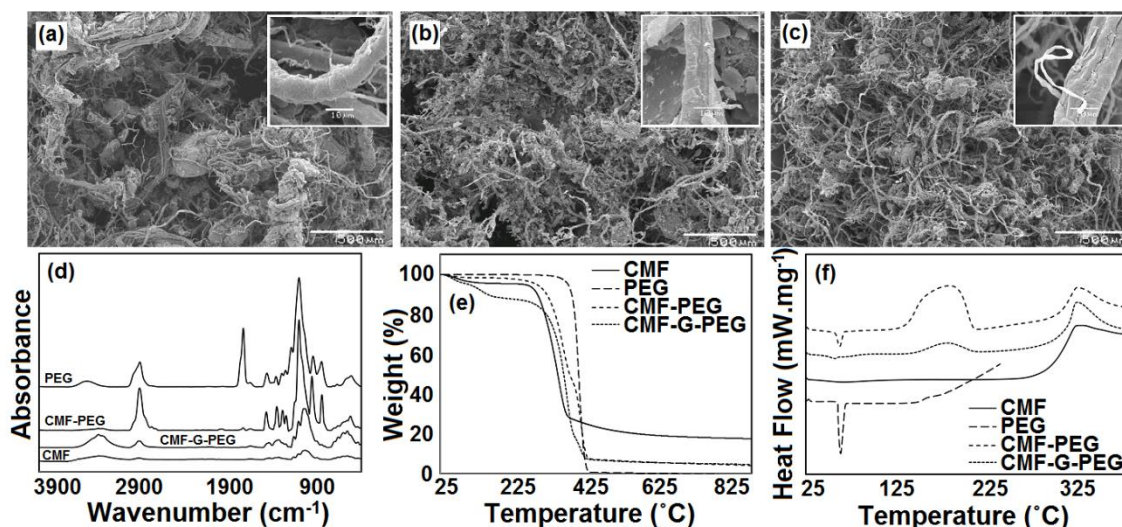 (a)
10 μm
500 μm
(b)
500 μm
(c)
500 μm
(d)
Absorbance
PEG
CMF-PEG
CMF-G-PEG
CMF
3900 2900 1900 900
Wavenumber (cm-1)
(e)
Weight (%)
100
80
60
40
20
0
CMF
PEG
CMF-PEG
CMF-G-PEG
25 225 425 625 825
Temperature (˚C)
(f)
Heat Flow (mW.mg-1)
CMF
PEG
CMF-PEG
CMF-G-PEG
25 125 225 325
Temperature (˚C)